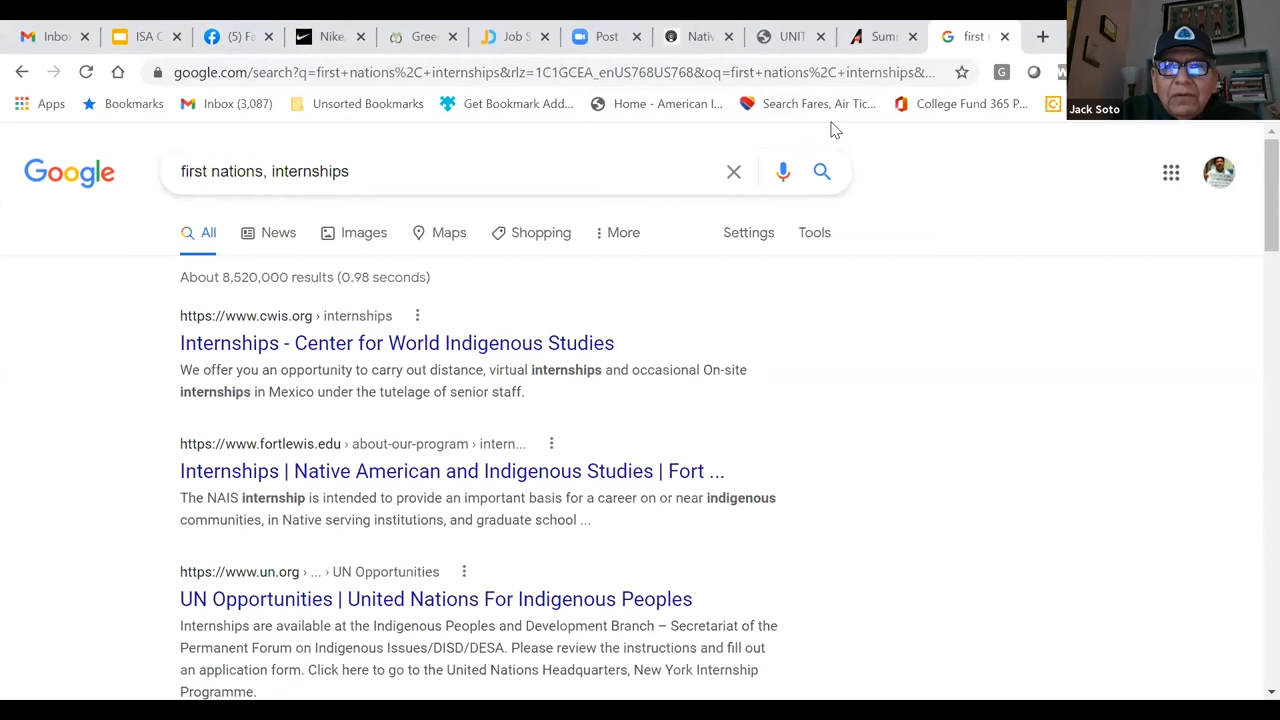 Inbox
ISA C
(5) Fa
Nike,
Gree
Job S
Post
Nativ
UNIT
Sum
first n
google.com/search?q=first+nations%2C+internships&rlz=1C1GCEA_enUS768US768&oq=first+nations%2C+internships&...
Apps
Bookmarks
Inbox (3,087)
Unsorted Bookmarks
Get Bookmark Add...
Home - American I...
Search Fares, Air Tic...
College Fund 365 P...
Jack Soto
Google
first nations, internships
All
News
Images
Maps
Shopping
More
Settings
Tools
About 8,520,000 results (0.98 seconds)
https://www.cwis.org › internships
Internships - Center for World Indigenous Studies
We offer you an opportunity to carry out distance, virtual internships and occasional On-site
internships in Mexico under the tutelage of senior staff.
https://www.fortlewis.edu › about-our-program › intern...
Internships | Native American and Indigenous Studies | Fort ...
The NAIS internship is intended to provide an important basis for a career on or near indigenous
communities, in Native serving institutions, and graduate school ...
https://www.un.org › ... › UN Opportunities
UN Opportunities | United Nations For Indigenous Peoples
Internships are available at the Indigenous Peoples and Development Branch – Secretariat of the
Permanent Forum on Indigenous Issues/DISD/DESA. Please review the instructions and fill out
an application form. Click here to go to the United Nations Headquarters, New York Internship
Programme.